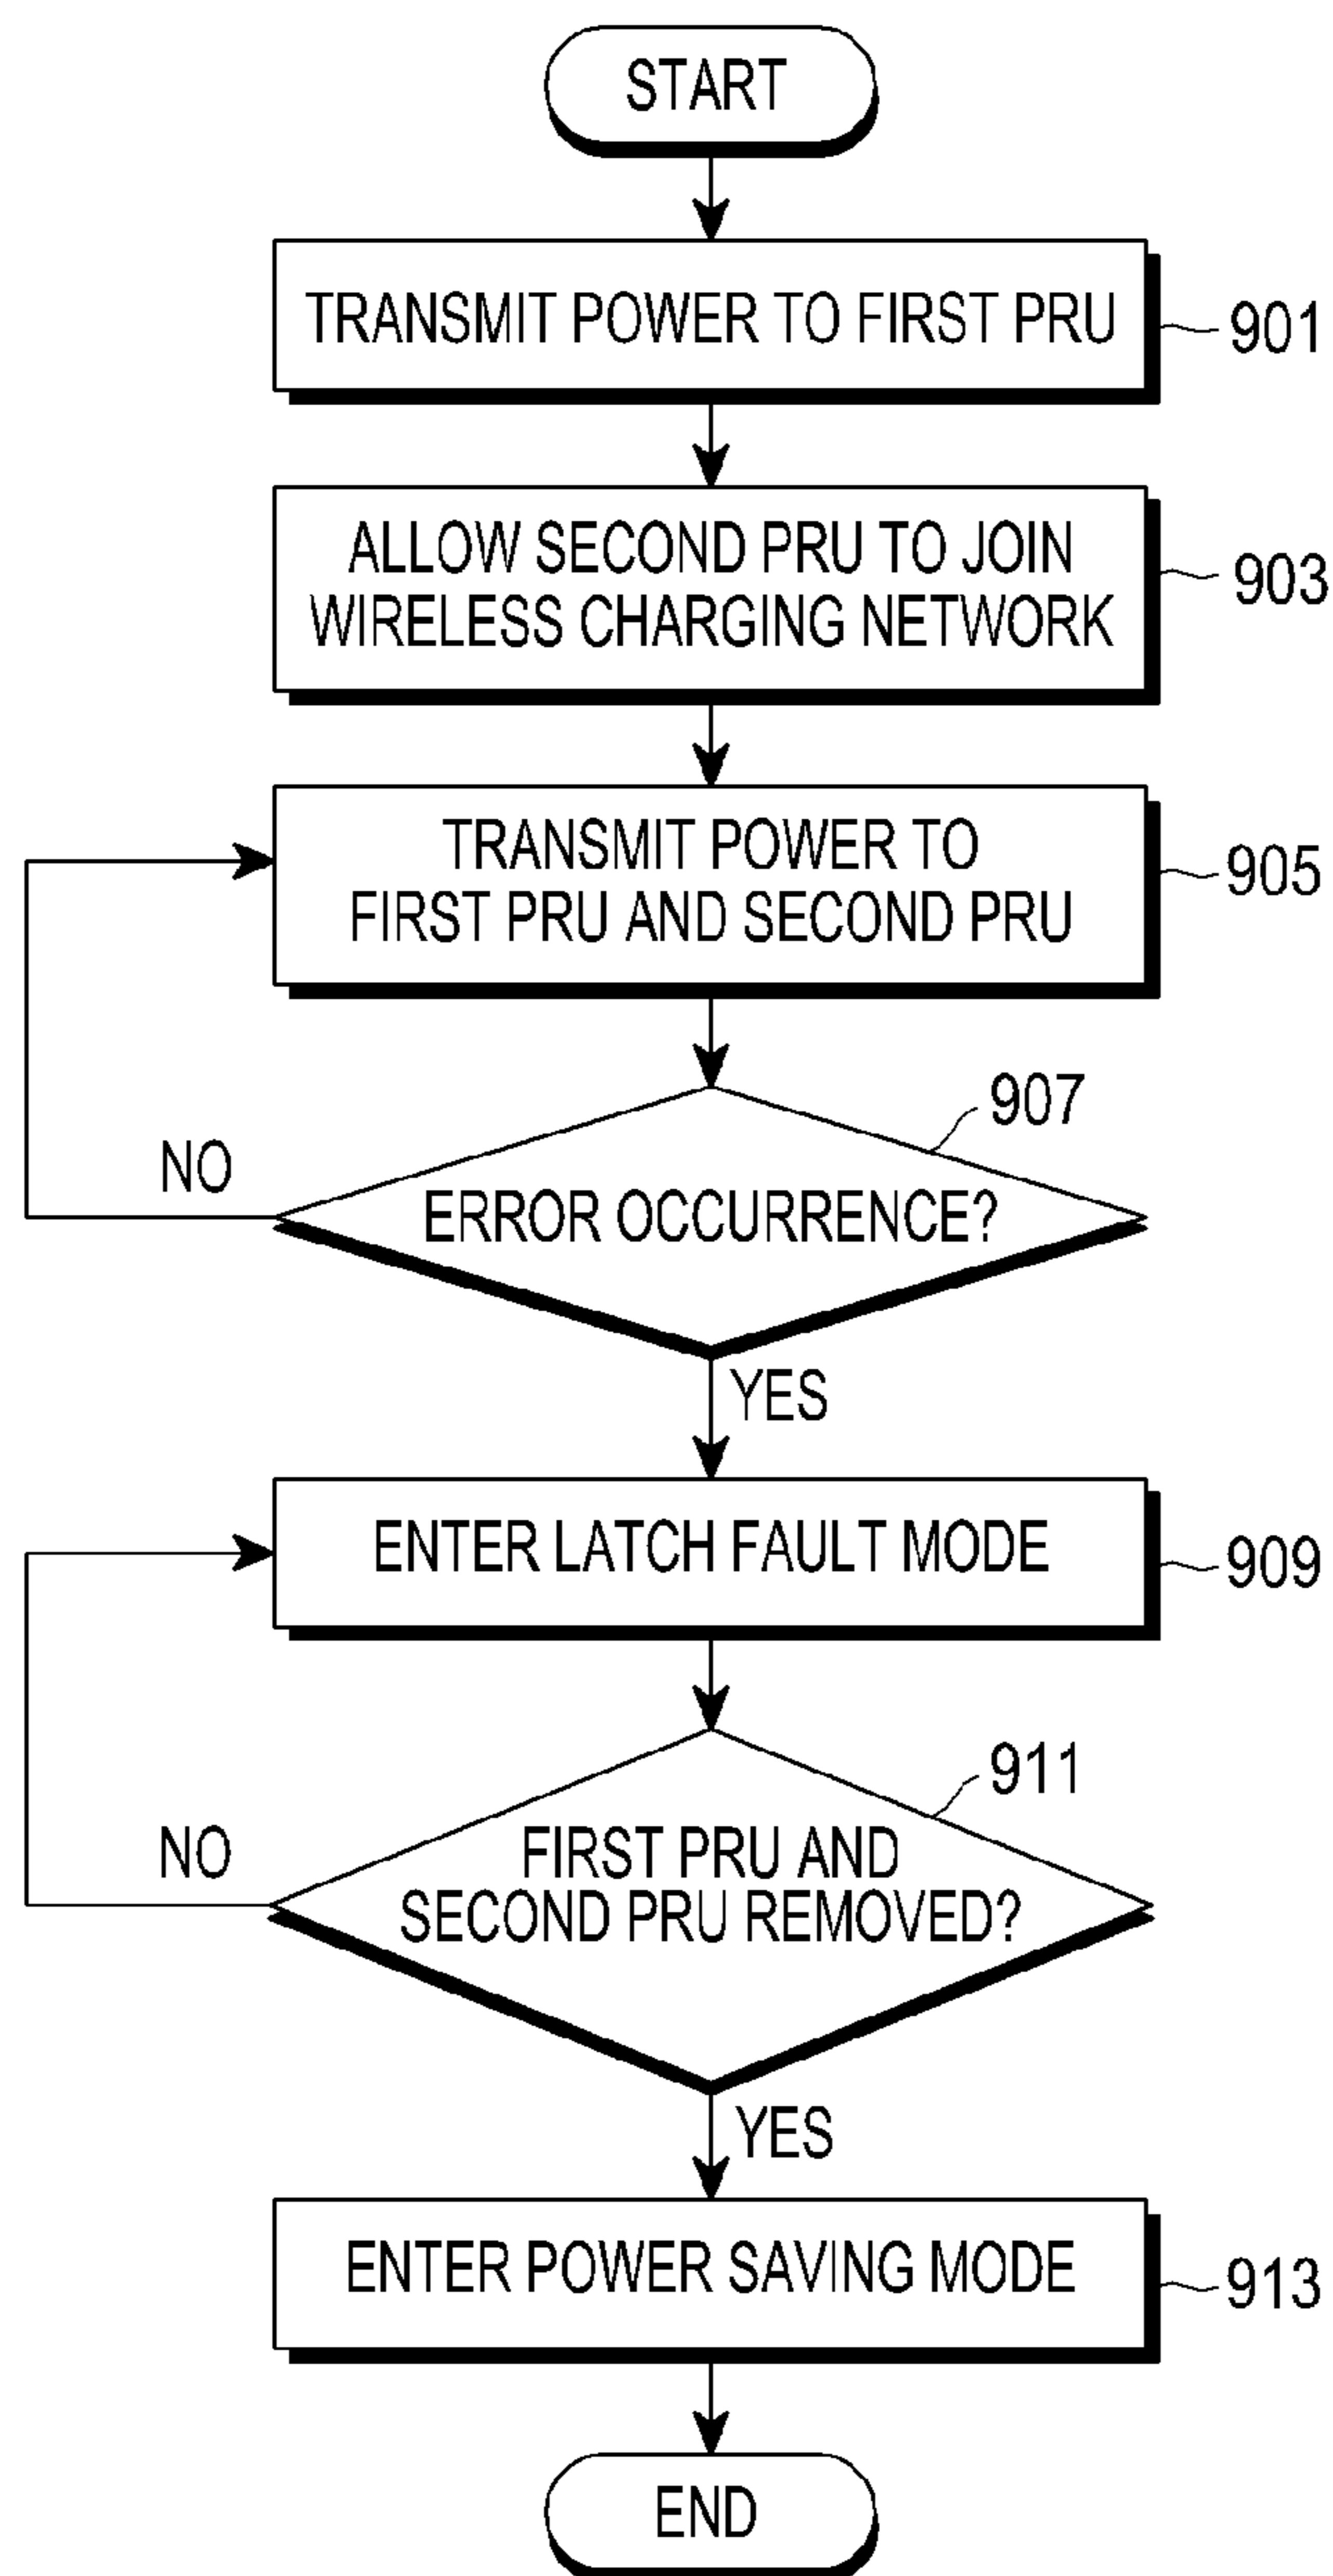 START
TRANSMIT POWER TO FIRST PRU
901
ALLOW SECOND PRU TO JOIN
WIRELESS CHARGING NETWORK
903
TRANSMIT POWER TO
FIRST PRU AND SECOND PRU
905
907
ERROR OCCURRENCE?
NO
YES
ENTER LATCH FAULT MODE
909
911
FIRST PRU AND
SECOND PRU REMOVED?
NO
YES
ENTER POWER SAVING MODE
913
END